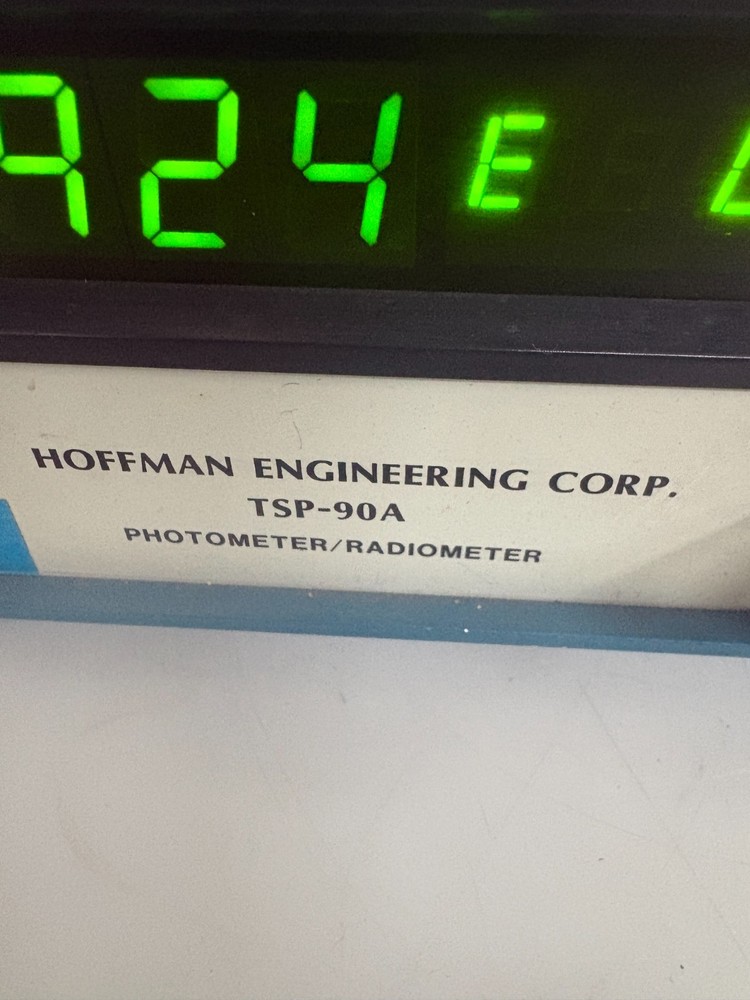 924 E
HOFFMAN ENGINEERING CORP.
TSP-90A
PHOTOMETER/RADIOMETER